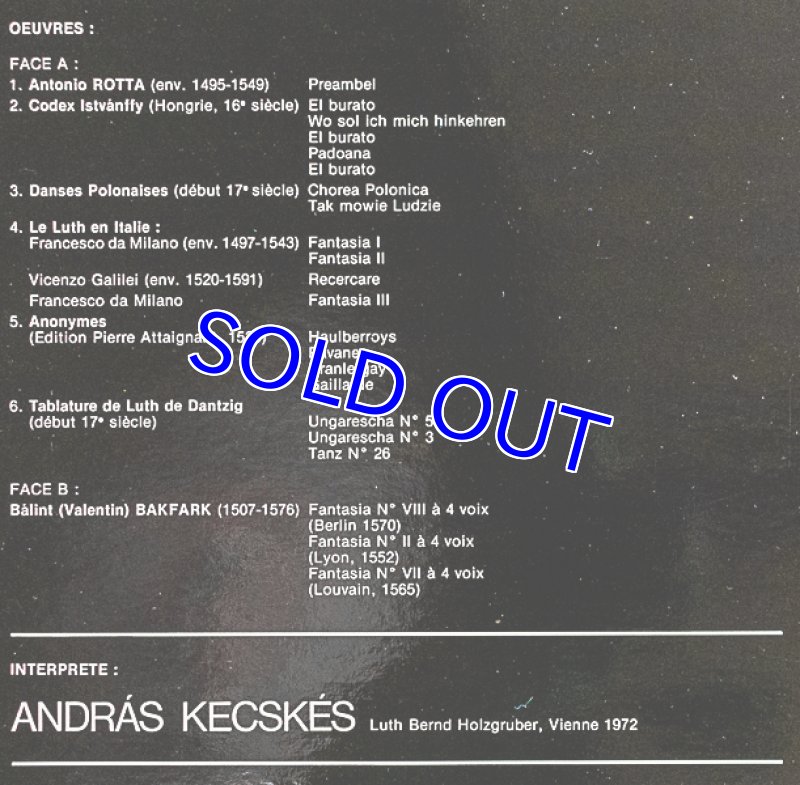 OEUVRES :
FACE A :
1. Antonio ROTTA (env. 1495-1549) Preambel
2. Codex Istvánffy (Hongrie, 16e siècle) El burato
Wo sol ich mich hinkehren
El burato
Padoana
El burato
3. Danses Polonaises (début 17e siècle) Chorea Polonica
Tak mowie Ludzie
4. Le Luth en Italie :
Francesco da Milano (env. 1497-1543) Fantasia I
Fantasia II
Vicenzo Galilei (env. 1520-1591) Recercare
Francesco da Milano Fantasia III
5. Anonymes
(Edition Pierre Haulberroys
SOLD OUT
6. Tablature de Luth de Dantzig
(début 17e siècle) Ungarescha N° 5
Ungarescha N° 3
Tanz N° 26
FACE B :
Bálint (Valentin) BAKFARK (1507-1576) Fantasia N° VIII à 4 voix
(Berlin 1570)
Fantasia N° II à 4 voix
(Lyon, 1552)
Fantasia N° VII à 4 voix
(Louvain, 1565)
INTERPRETE :
ANDRÁS KECSKÉS Luth Bernd Holzgruber, Vienne 1972